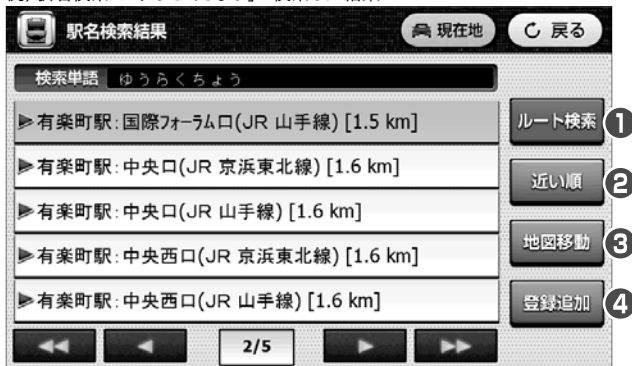 駅名検索結果
現在地
戻る
検索単語 ゆうらくちょう
有楽町駅:国際フォーラム口(JR 山手線) [1.5 km]
ルート検索 1
有楽町駅:中央口(JR 京浜東北線) [1.6 km]
近い順 2
有楽町駅:中央口(JR 山手線) [1.6 km]
地図移動 3
有楽町駅:中央西口(JR 京浜東北線) [1.6 km]
有楽町駅:中央西口(JR 山手線) [1.6 km]
登録追加 4
2/5